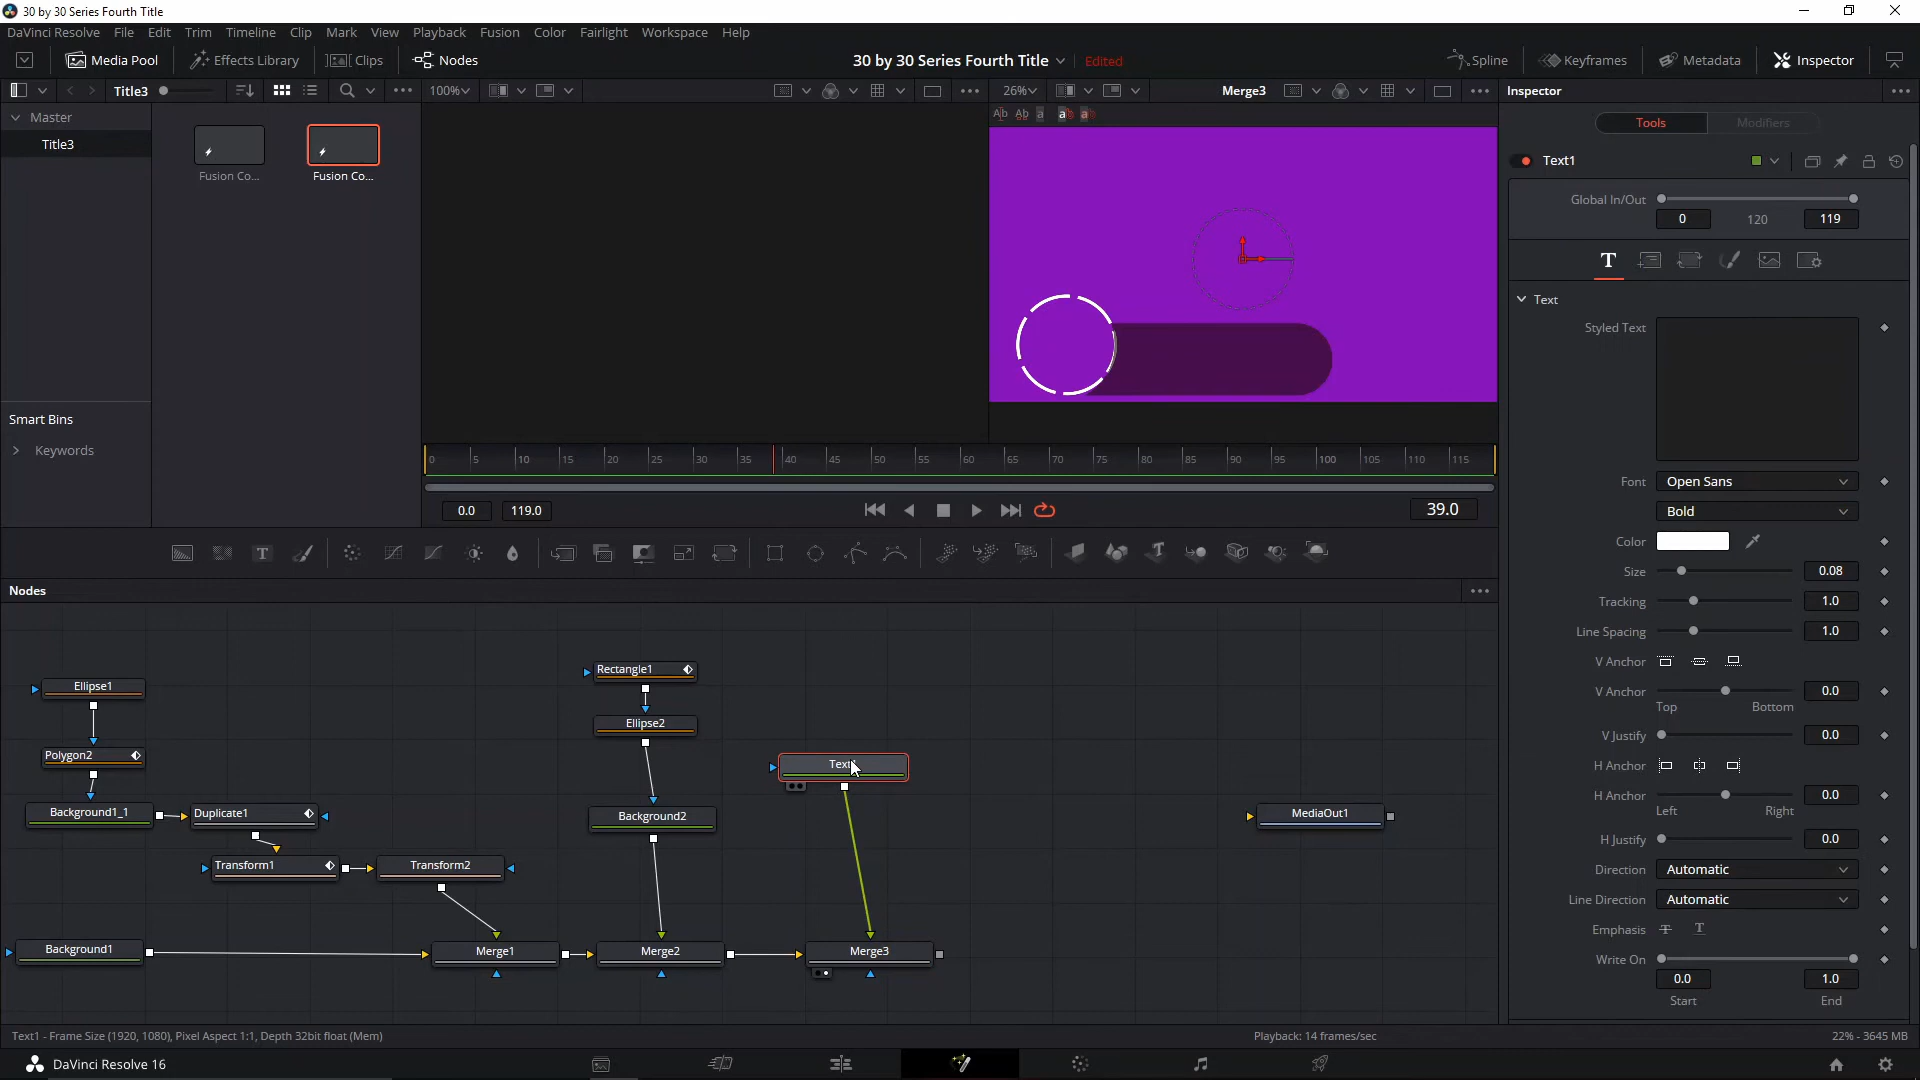 30 by 30 Series Fourth Title
DaVinci Resolve File Edit Trim Timeline Clip Mark View Playback Fusion Color Fairlight Workspace Help
Media Pool Effects Library Clips Nodes 30 by 30 Series Fourth Title Edited Spline Keyframes Metadata Inspector
Title3 100% 26% Merge3 Inspector
Master
Title3
Fusion Co... Fusion Co...
Smart Bins
Keywords
Tools Modifiers
Text1
Global In/Out
0 120 119
Text
Styled Text
Font Open Sans
Bold
Color
Size 0.08
Tracking 1.0
Line Spacing 1.0
V Anchor
V Anchor 0.0
Top Bottom
V Justify 0.0
H Anchor
H Anchor 0.0
Left Right
H Justify 0.0
Direction Automatic
Line Direction Automatic
Emphasis
Write On
0.0 1.0
Start End
0 5 10 15 20 25 30 35 40 45 50 55 60 65 70 75 80 85 90 95 100 105 110 115
0.0 119.0 39.0
Nodes
Ellipse1
Polygon2
Background1_1 Duplicate1
Transform1 Transform2
Background1
Rectangle1
Ellipse2
Background2
Text
Merge1 Merge2 Merge3
MediaOut1
Text1 - Frame Size (1920, 1080), Pixel Aspect 1:1, Depth 32bit float (Mem) Playback: 14 frames/sec 22% - 3645 MB
DaVinci Resolve 16